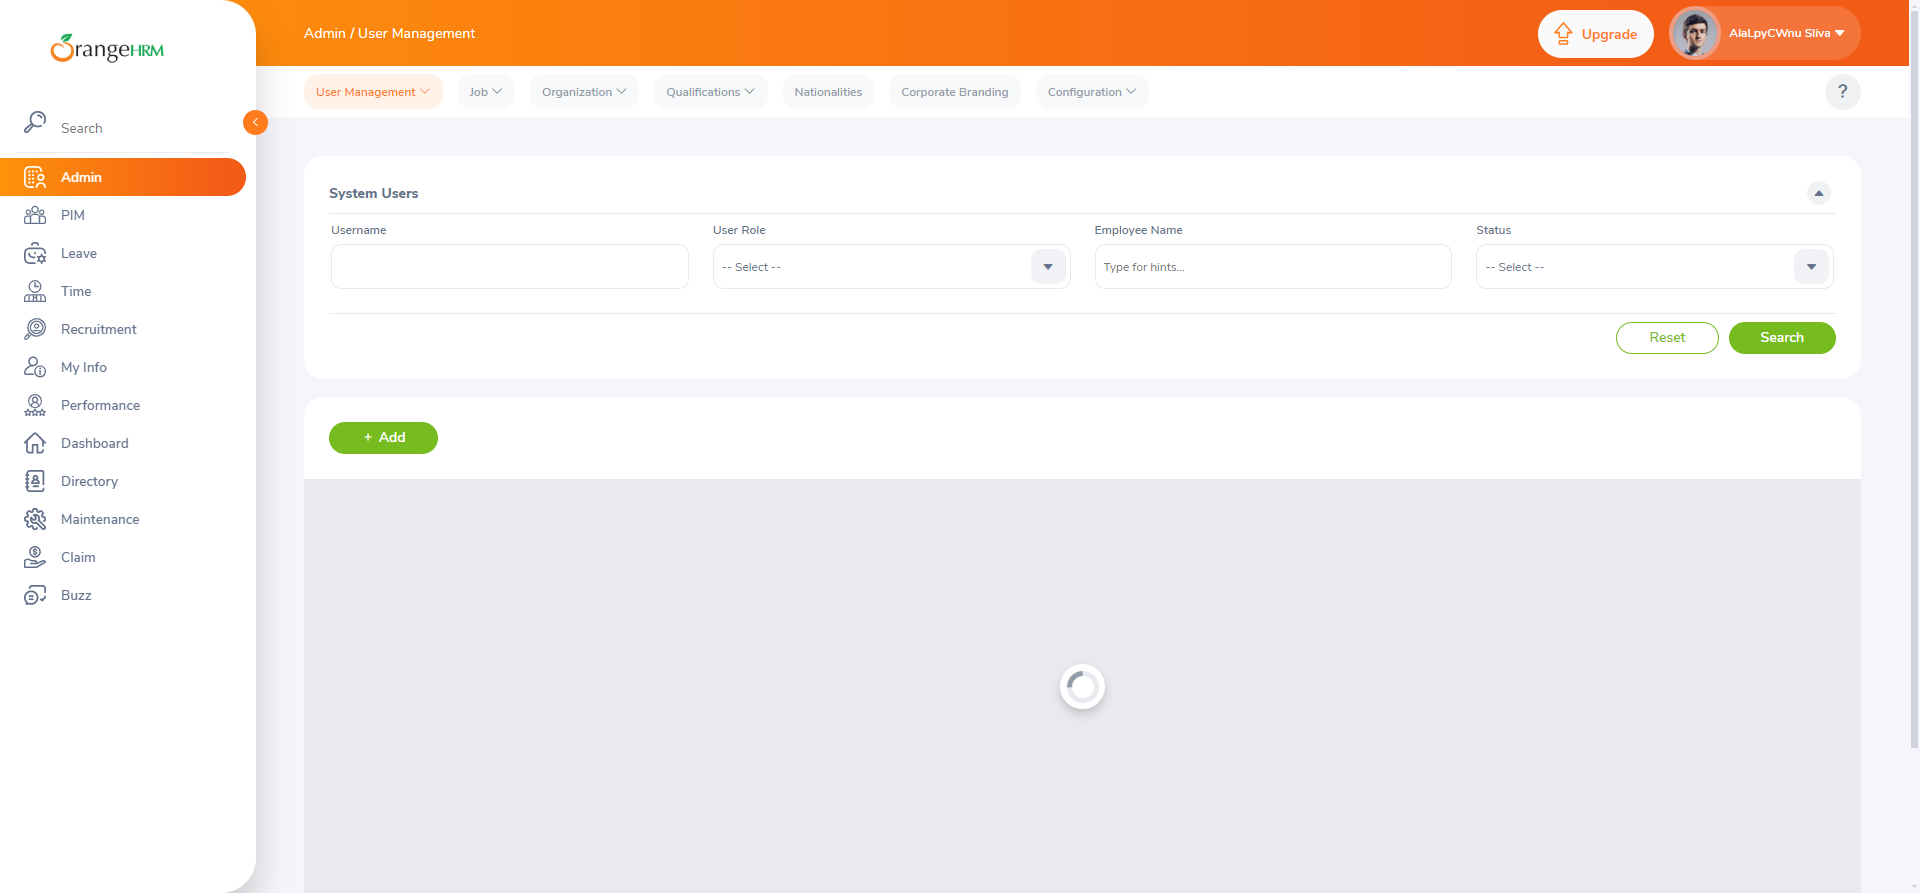 OrangeHRM
Admin / User Management
Upgrade
AlaLpyCWnu Sliva
User Management
Job
Organization
Qualifications
Nationalities
Corporate Branding
Configuration
?
Search
Admin
PIM
Leave
Time
Recruitment
My Info
Performance
Dashboard
Directory
Maintenance
Claim
Buzz
System Users
Username
User Role
Employee Name
Status
-- Select --
Type for hints...
-- Select --
Reset
Search
+ Add